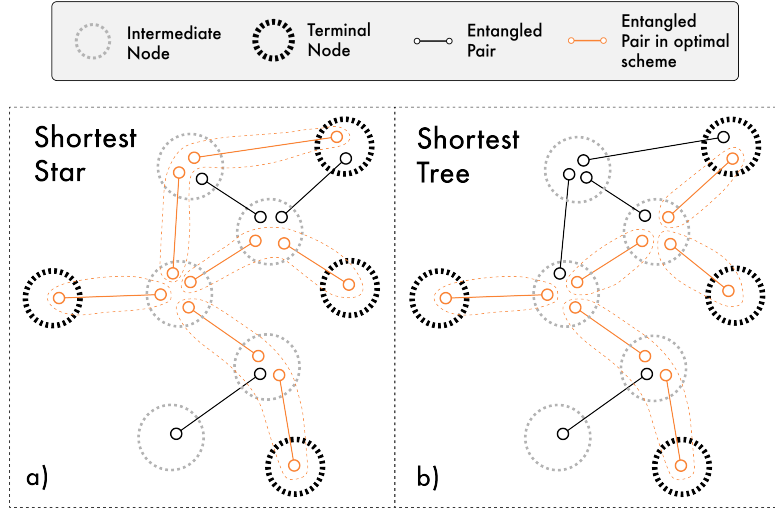 Intermediate
Node
Terminal
Node
Entangled
Pair
Entangled
Pair in optimal
scheme
Shortest
Star
a)
Shortest
Tree
b)